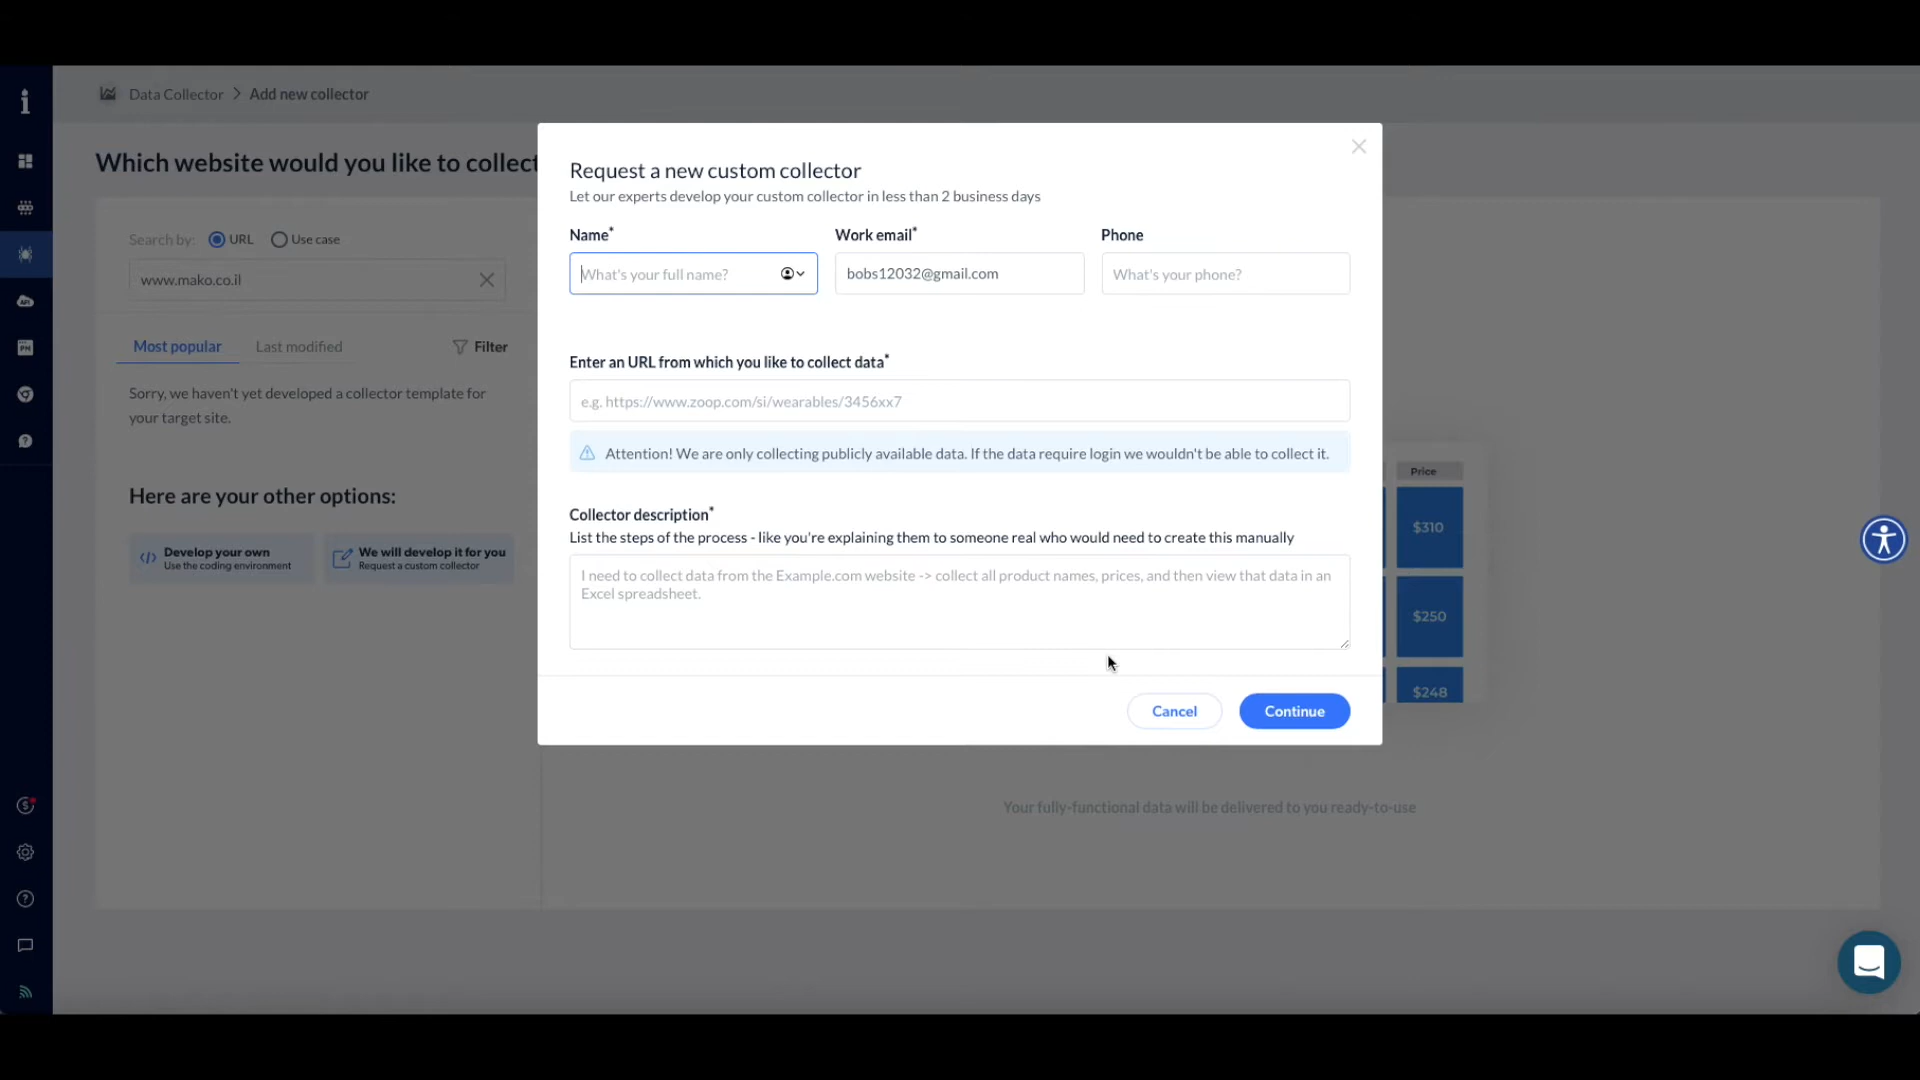 Data Collector > Add new collector
Which website would you like to collect
Search by: URL Use case
www.mako.co.il
Most popular Last modified Filter
Sorry, we haven't yet developed a collector template for
your target site.
Here are your other options:
Develop your own
Use the coding environment
We will develop it for you
Request a custom collector
Request a new custom collector
Let our experts develop your custom collector in less than 2 business days
Name* Work email* Phone
What's your full name? bobs12032@gmail.com What's your phone?
Enter an URL from which you like to collect data*
e.g. https://www.zoop.com/si/wearables/3456xx7
Attention! We are only collecting publicly available data. If the data require login we wouldn't be able to collect it.
Collector description*
List the steps of the process - like you're explaining them to someone real who would need to create this manually
I need to collect data from the Example.com website -> collect all product names, prices, and then view that data in an
Excel spreadsheet.
Cancel Continue
Price
$310
$250
$248
Your fully-functional data will be delivered to you ready-to-use